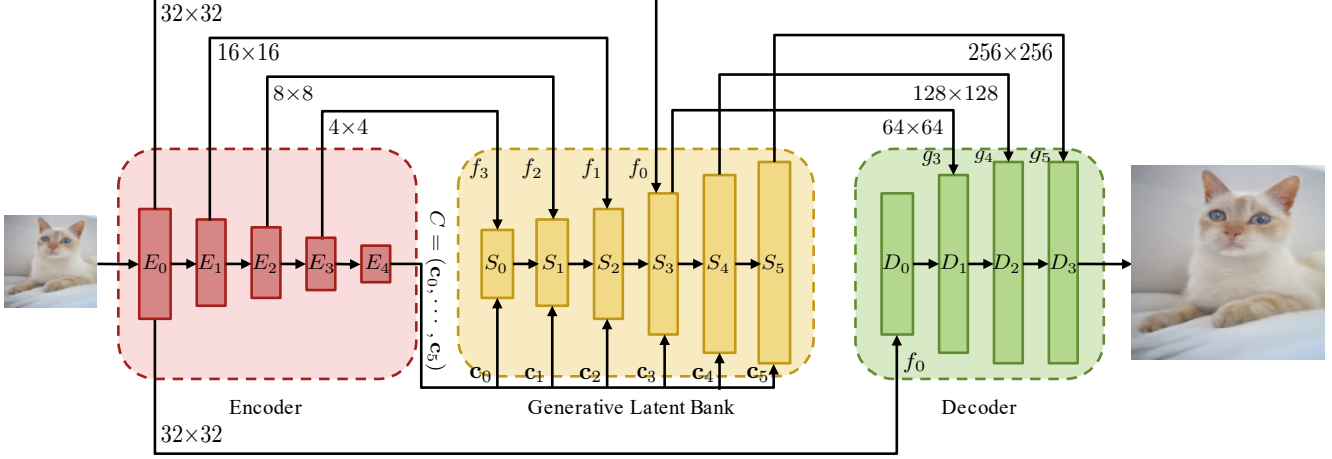 32×32
16×16
8×8
4×4
256×256
128×128
64×64
f₃ f₂ f₁ f₀
g₃ g₄ g₅
E₀ E₁ E₂ E₃ E₄
C = (c₀, · · · , c₅)
S₀ S₁ S₂ S₃ S₄ S₅
D₀ D₁ D₂ D₃
c₀ c₁ c₂ c₃ c₄ c₅
f₀
Encoder
Generative Latent Bank
Decoder
32×32